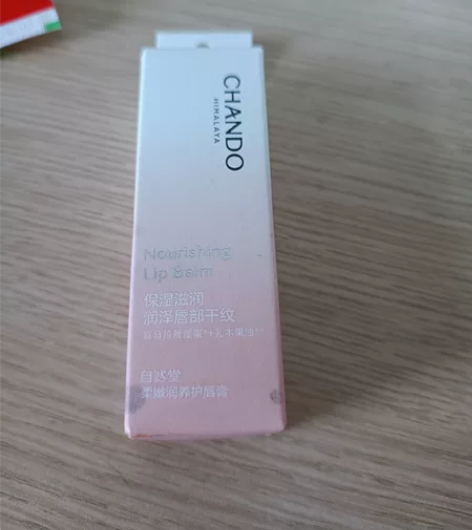 CHANDO
HIMALAYA
Nourishing
Lip Balm
保湿滋润
润泽唇部干纹
自然堂
柔嫩润养护唇膏